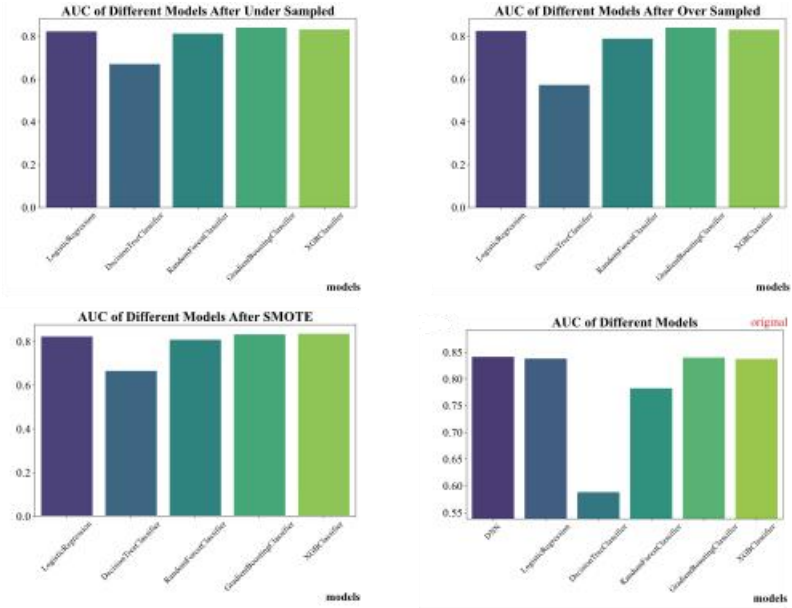 AUC of Different Models After Under Sampled
0.8
0.6
0.4
0.2
0.0
LogisticRegression
DecisionTreeClassifier
RandomForestClassifier
GradientBoostingClassifier
XGBClassifier
models
AUC of Different Models After Over Sampled
0.8
0.6
0.4
0.2
0.0
LogisticRegression
DecisionTreeClassifier
RandomForestClassifier
GradientBoostingClassifier
XGBClassifier
models
AUC of Different Models After SMOTE
0.8
0.6
0.4
0.2
0.0
LogisticRegression
DecisionTreeClassifier
RandomForestClassifier
GradientBoostingClassifier
XGBClassifier
models
AUC of Different Models
original
0.85
0.80
0.75
0.70
0.65
0.60
0.55
DNN
LogisticRegression
DecisionTreeClassifier
RandomForestClassifier
GradientBoostingClassifier
XGBClassifier
models